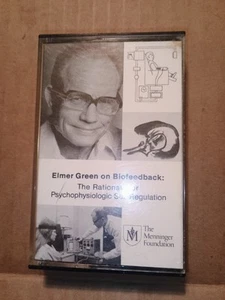 Elmer Green on Biofeedback:
The Rationale for
Psychophysiologic Self Regulation
The
Menninger
Foundation